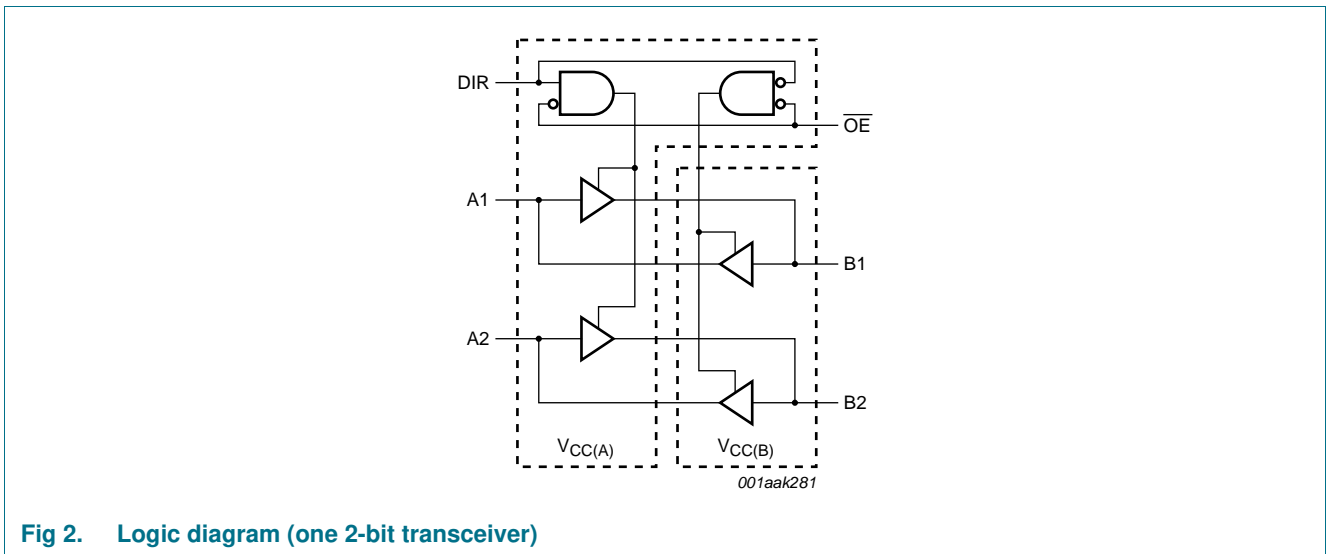 DIR
OE
A1
B1
A2
B2
VCC(A)
VCC(B)
001aak281
Fig 2. Logic diagram (one 2-bit transceiver)